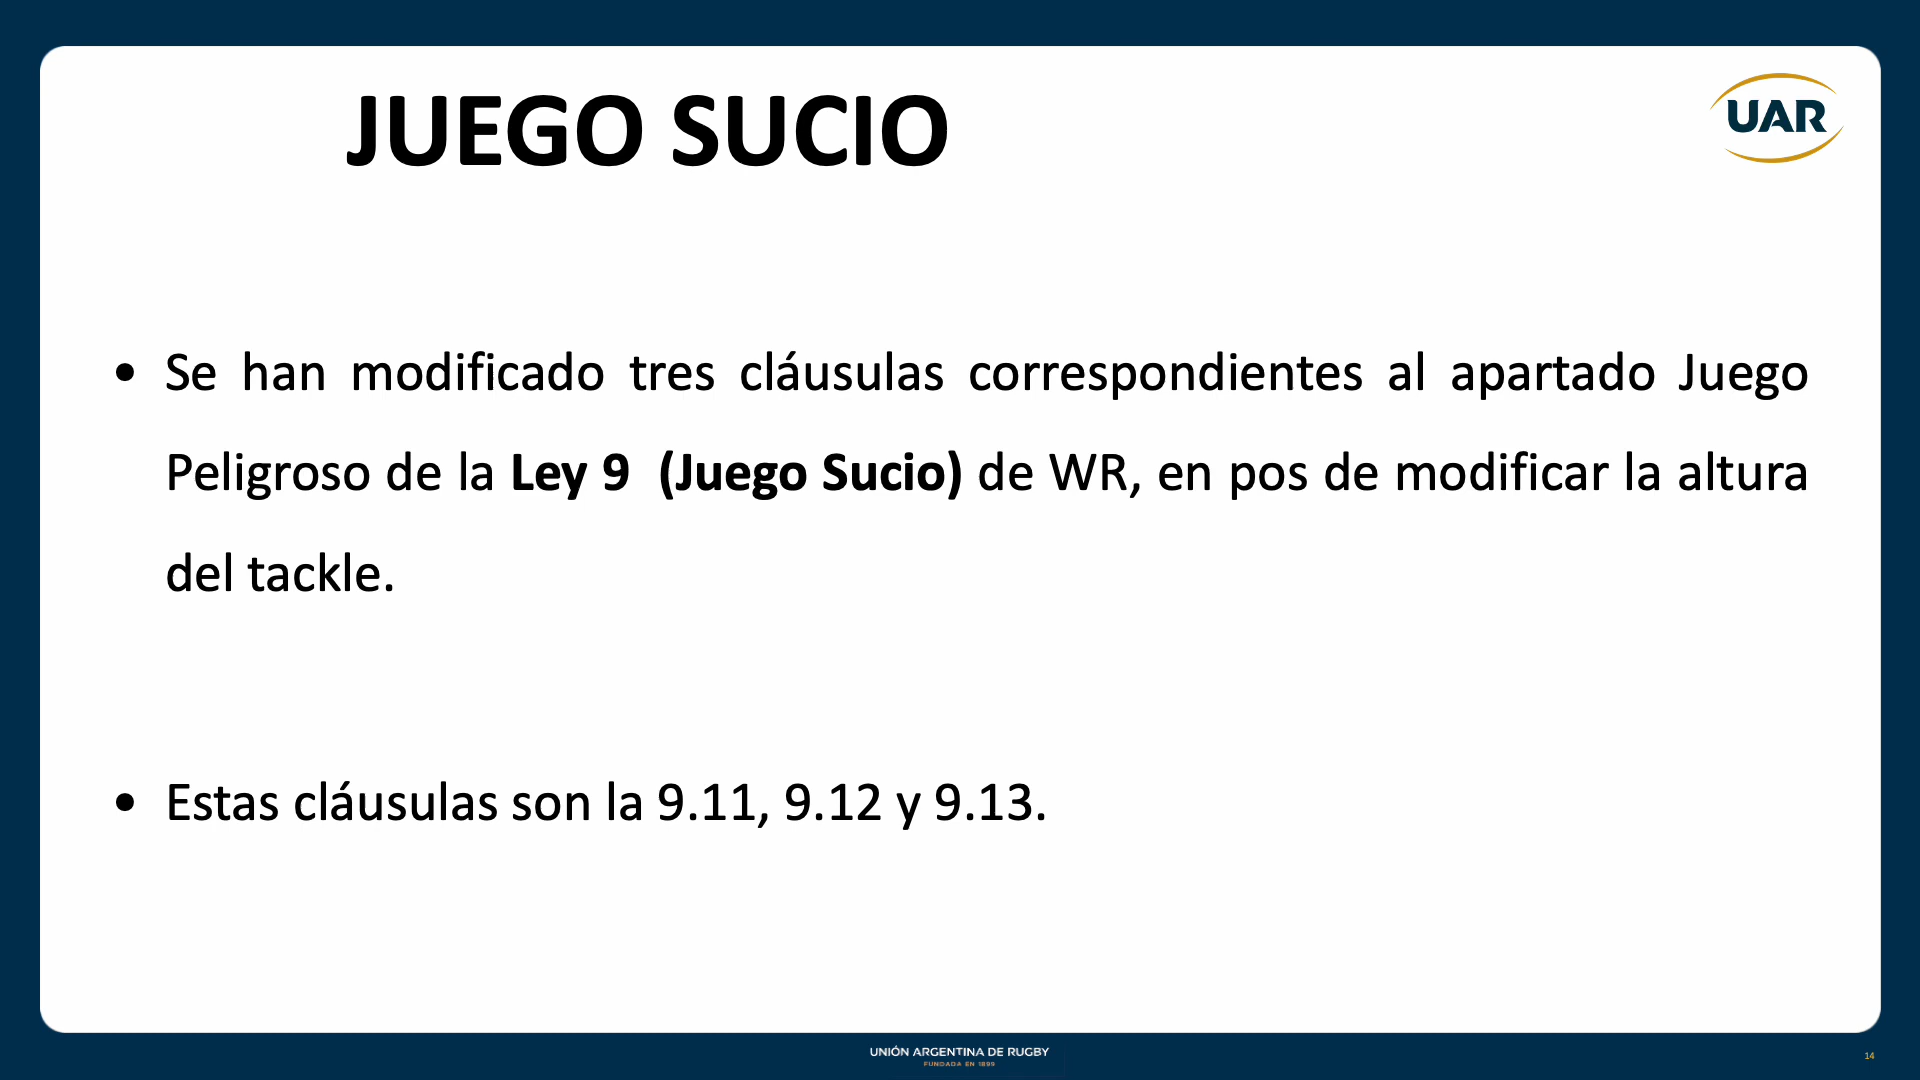 JUEGO SUCIO
UAR
• Se han modificado tres cláusulas correspondientes al apartado Juego
Peligroso de la Ley 9 (Juego Sucio) de WR, en pos de modificar la altura
del tackle.
• Estas cláusulas son la 9.11, 9.12 y 9.13.
UNIÓN ARGENTINA DE RUGBY
FUNDADA EN 1899
14